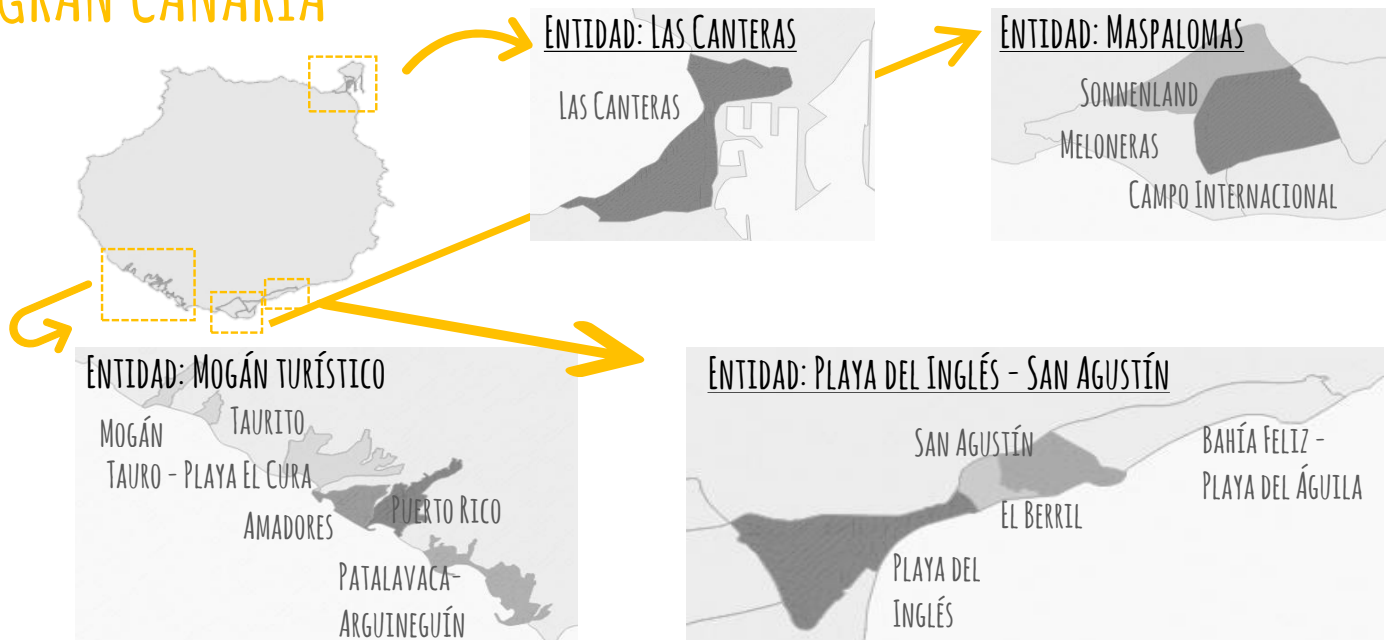 GRAN CANARIA
ENTIDAD: LAS CANTERAS
LAS CANTERAS
ENTIDAD: MASPALOMAS
SONNENLAND
MELONERAS
CAMPO INTERNACIONAL
ENTIDAD: MOGÁN TURÍSTICO
MOGÁN
TAURITO
TAURO - PLAYA EL CURA
AMADORES
PUERTO RICO
PATALAVACA-
ARGUINEGUÍN
ENTIDAD: PLAYA DEL INGLÉS - SAN AGUSTÍN
SAN AGUSTÍN
BAHÍA FELIZ -
PLAYA DEL ÁGUILA
EL BERRIL
PLAYA DEL
INGLÉS